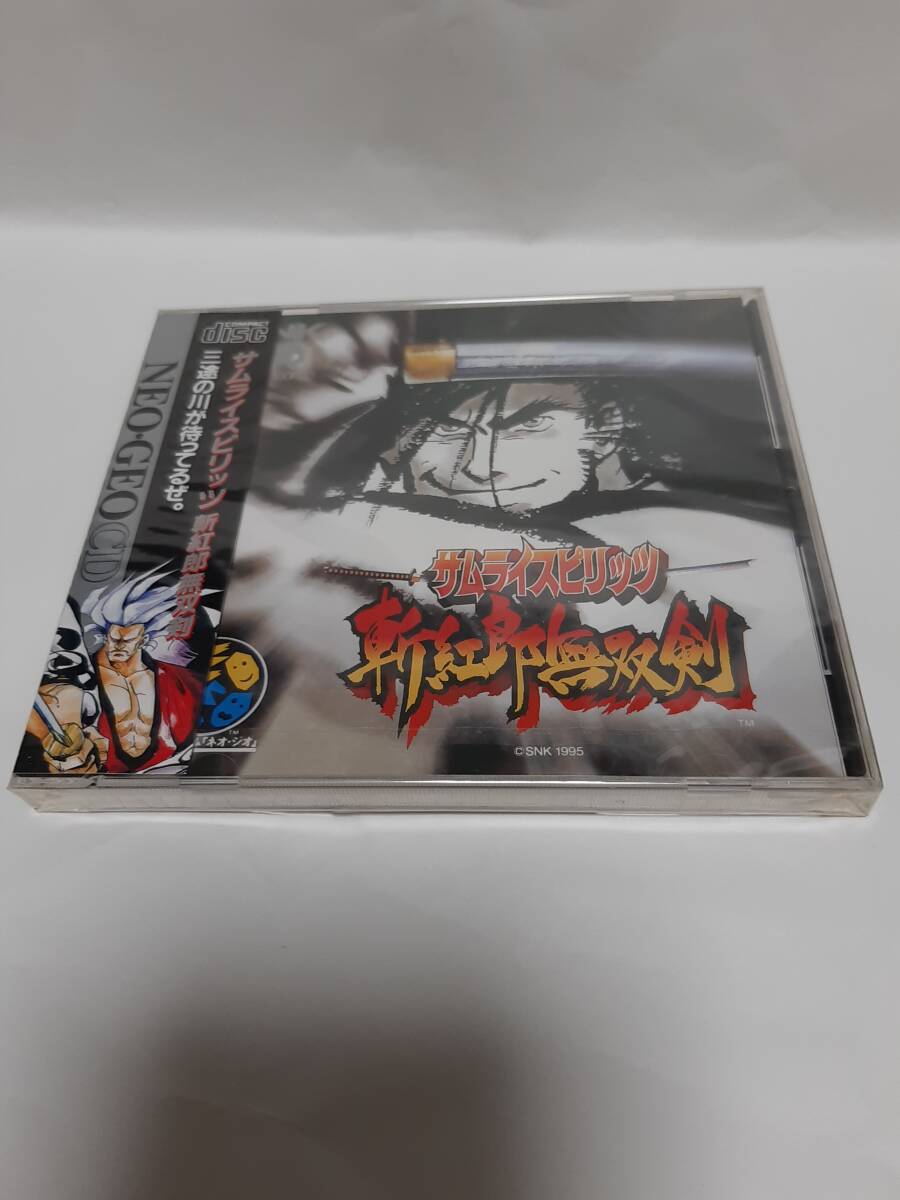 COMPACT
disc
NEO・GEO CD
サムライスピリッツ 斬紅郎無双剣
三途の川が待ってるぜ。
『ネオ・ジオ』
TM
サムライスピリッツ
斬紅郎無双剣
TM
© SNK 1995